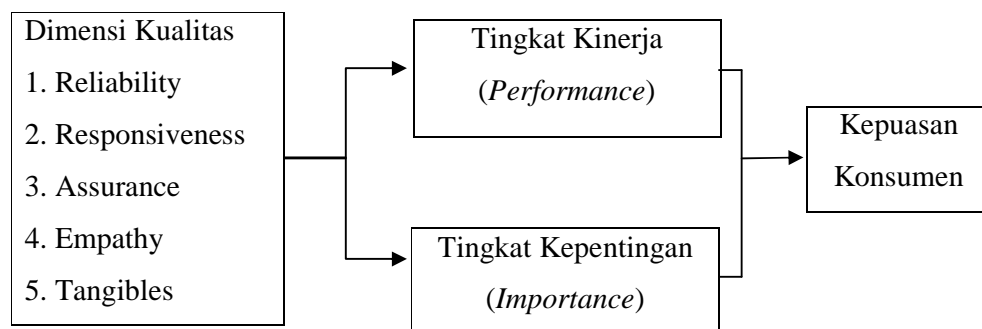 Dimensi Kualitas
1. Reliability
2. Responsiveness
3. Assurance
4. Empathy
5. Tangibles
Tingkat Kinerja
(Performance)
Tingkat Kepentingan
(Importance)
Kepuasan
Konsumen